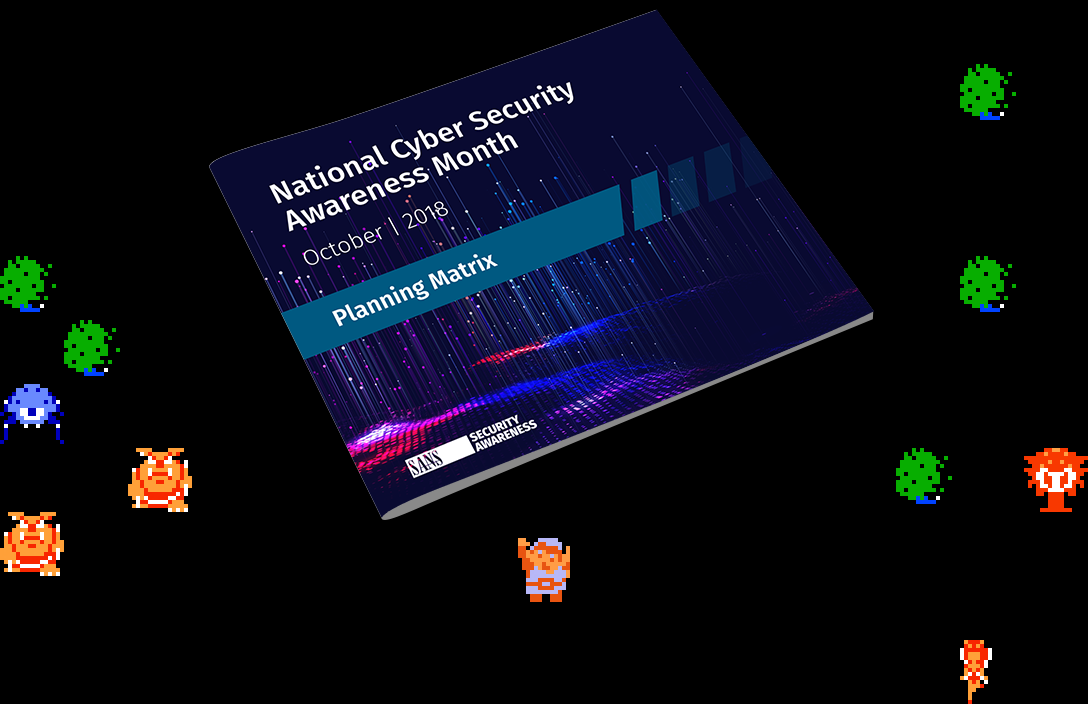 National Cyber Security
Awareness Month
October | 2018
Planning Matrix
SANS
SECURITY
AWARENESS